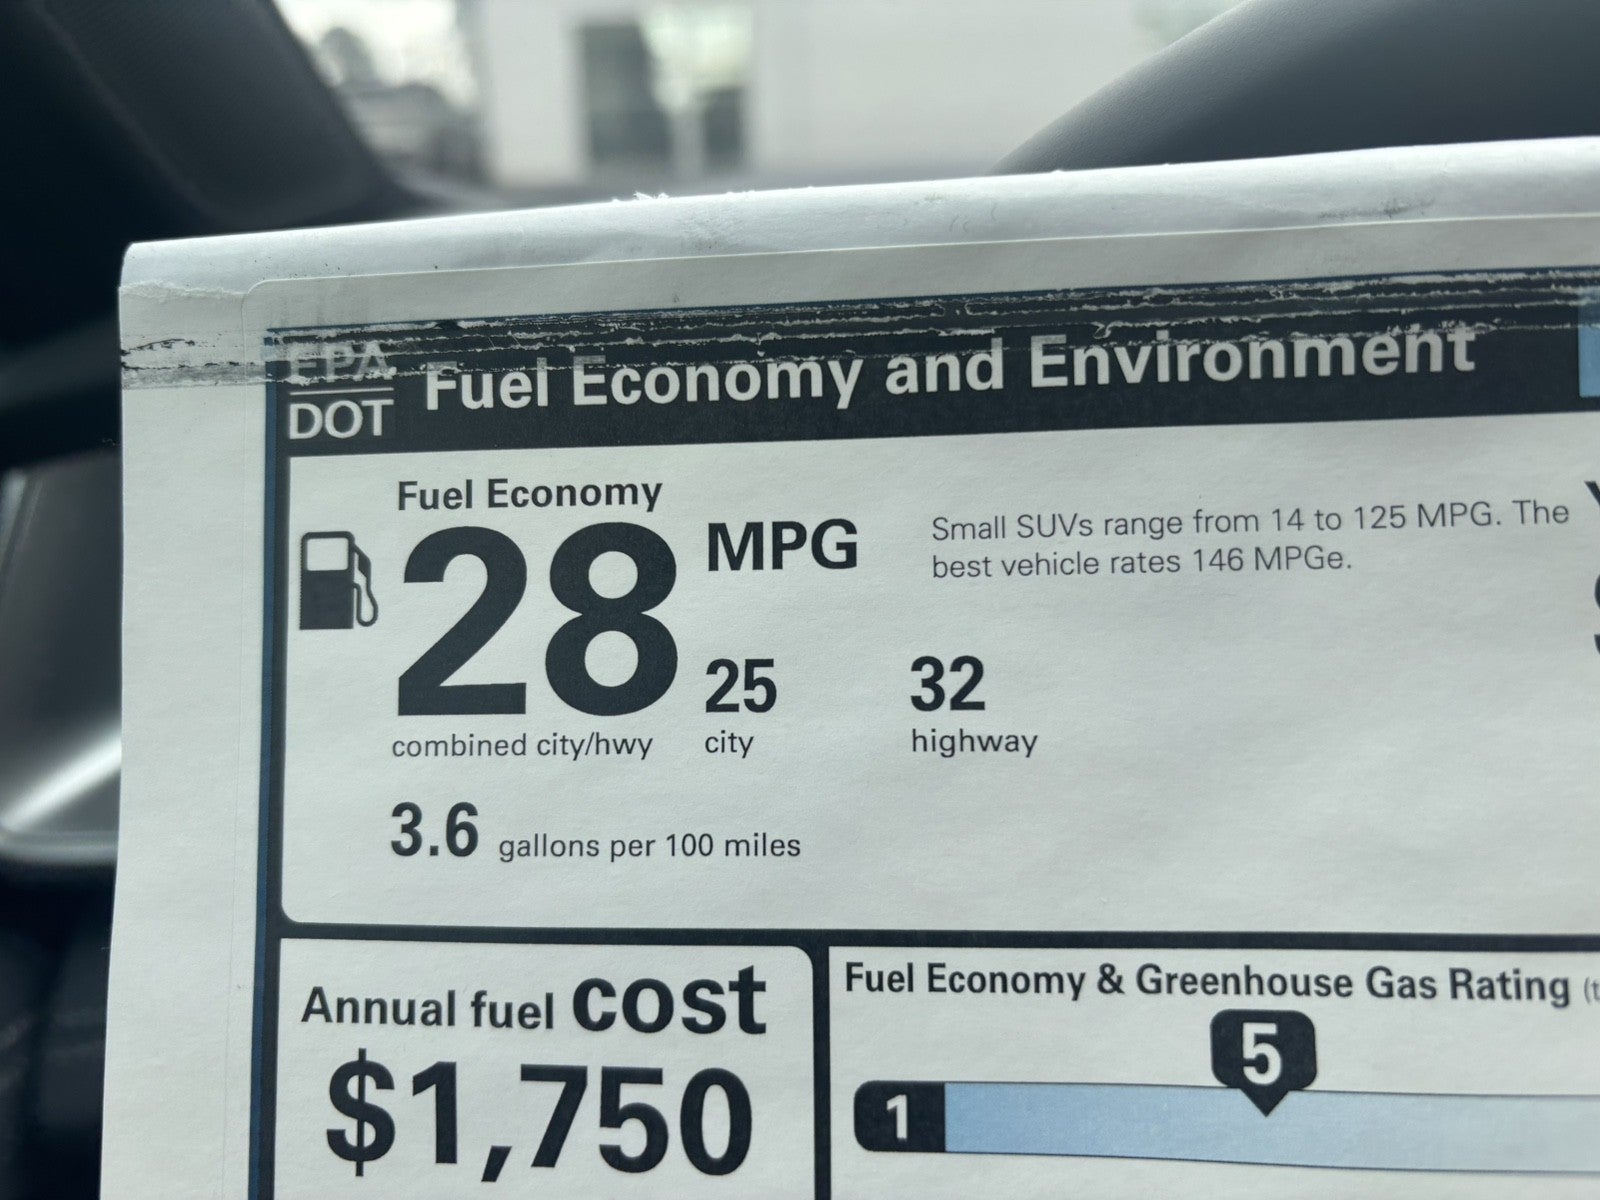 EPA
DOT
Fuel Economy and Environment
Fuel Economy
28 MPG
Small SUVs range from 14 to 125 MPG. The
best vehicle rates 146 MPGe.
25
32
combined city/hwy
city
highway
3.6 gallons per 100 miles
Annual fuel cost
$1,750
Fuel Economy & Greenhouse Gas Rating
5
1